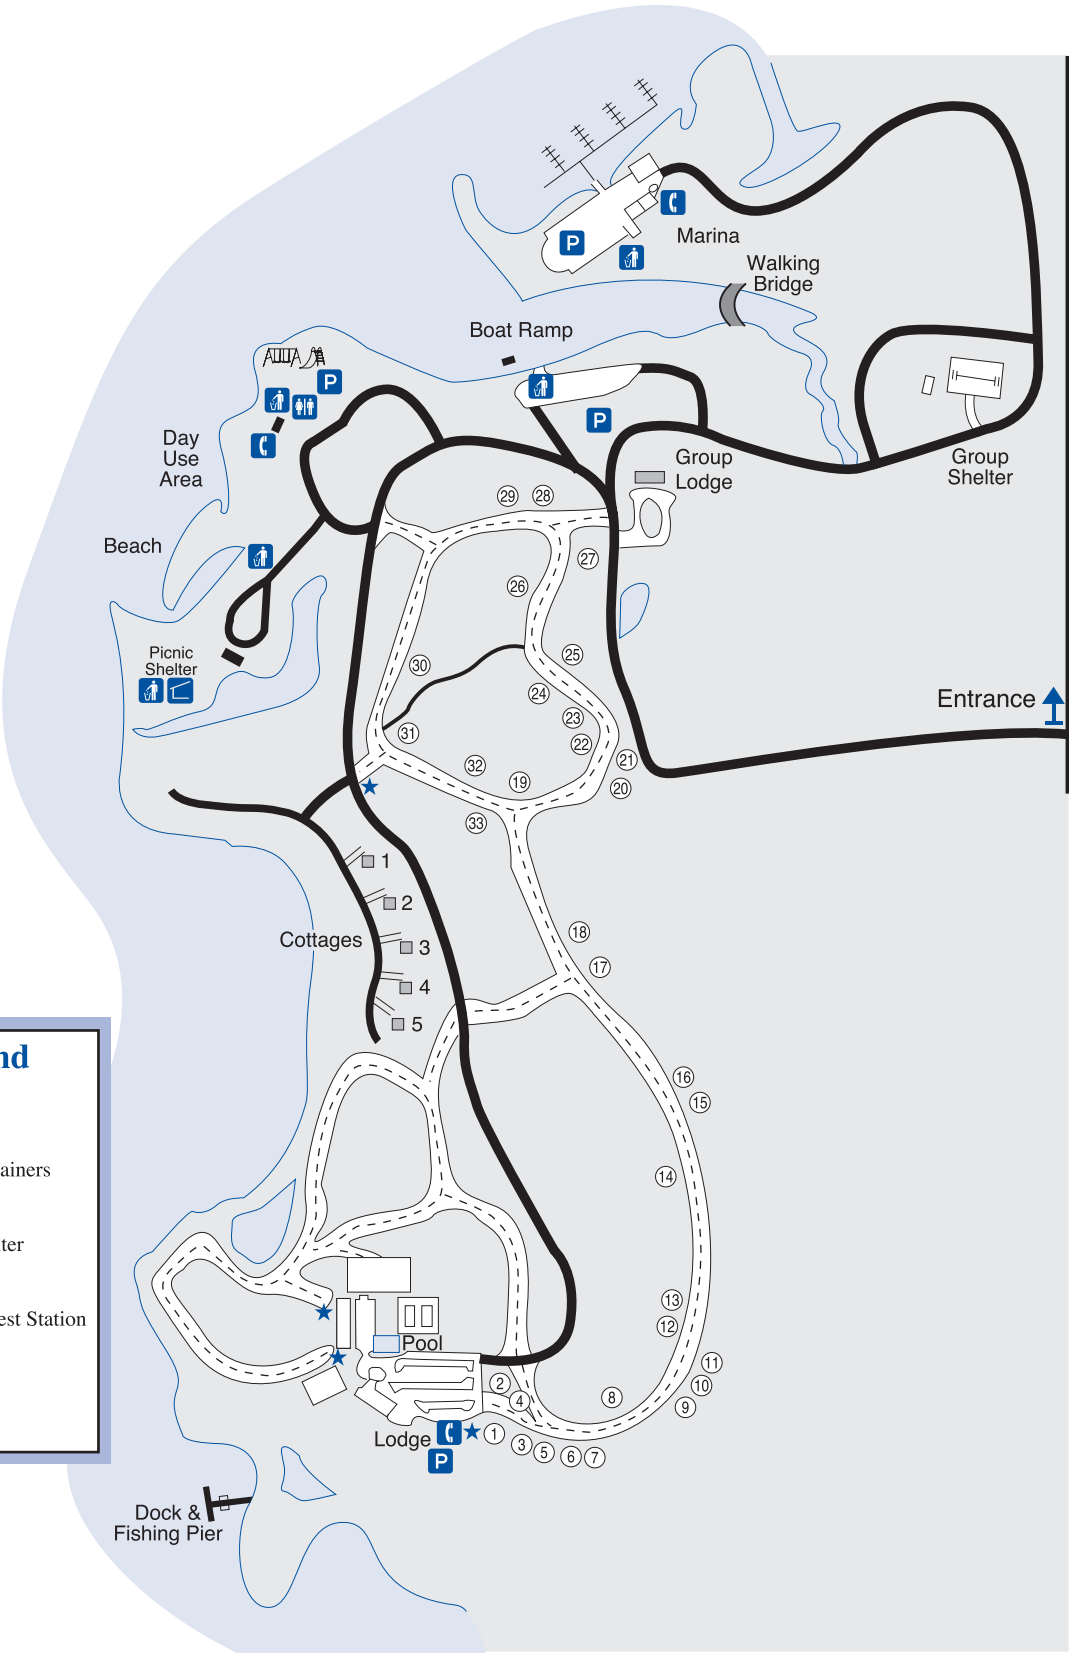 P
Marina
Walking
Bridge
Boat Ramp
P
P
Day
Use
Area
Group
Lodge
Group
Shelter
29
28
27
Beach
26
25
Picnic
Shelter
30
24
Entrance
23
31
22
21
32
19
20
33
1
2
18
Cottages
3
17
4
5
nd
16
15
ainers
14
ter
13
est Station
12
Pool
11
2
10
8
4
9
Lodge
1
3
5
6
7
P
Dock &
Fishing Pier